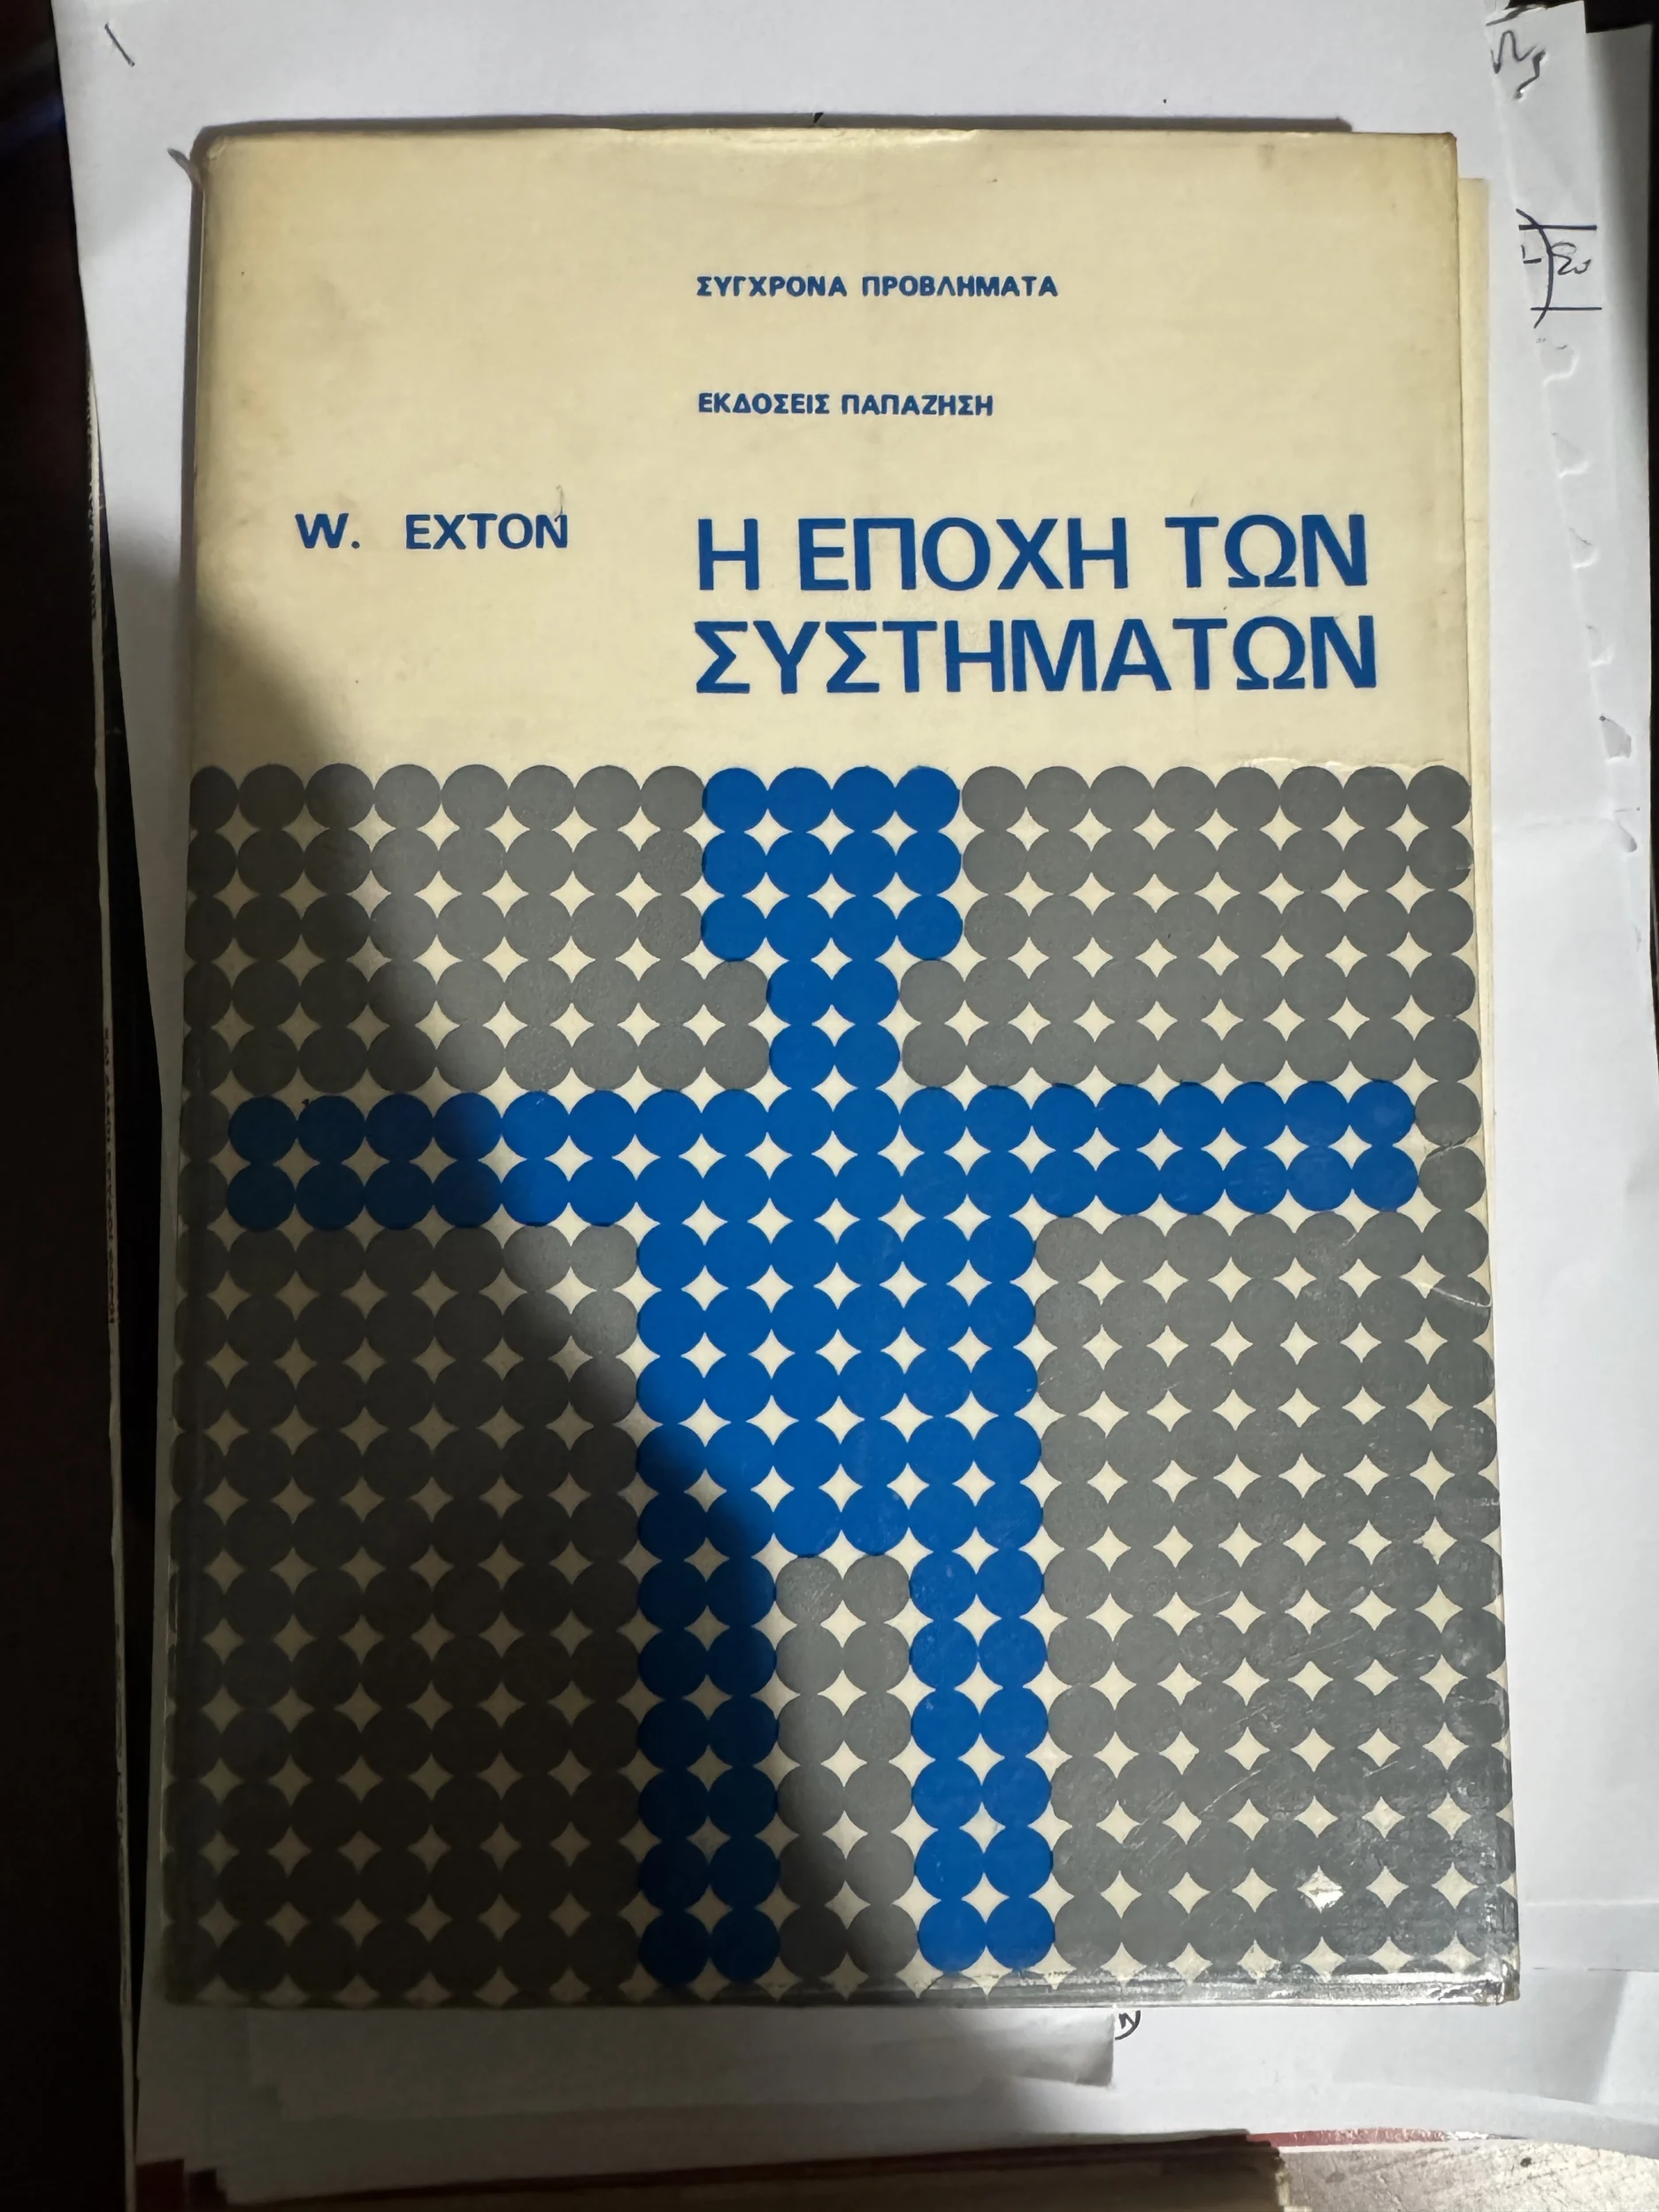 ΣΥΓΧΡΟΝΑ ΠΡΟΒΛΗΜΑΤΑ
ΕΚΔΟΣΕΙΣ ΠΑΠΑΖΗΣΗ
W. EXTON
Η ΕΠΟΧΗ ΤΩΝ
ΣΥΣΤΗΜΑΤΩΝ